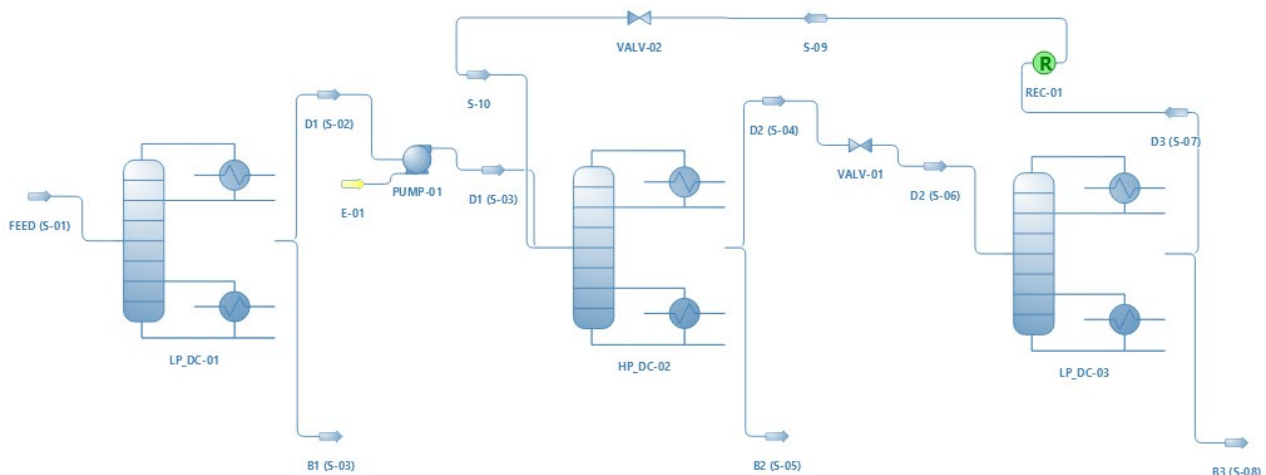 VALV-02
S-09
R
REC-01
S-10
D1 (S-02)
D2 (S-04)
D3 (S-07)
VALV-01
PUMP-01
E-01
D1 (S-03)
D2 (S-06)
FEED (S-01)
LP_DC-01
HP_DC-02
LP_DC-03
B1 (S-03)
B2 (S-05)
B3 (S-08)